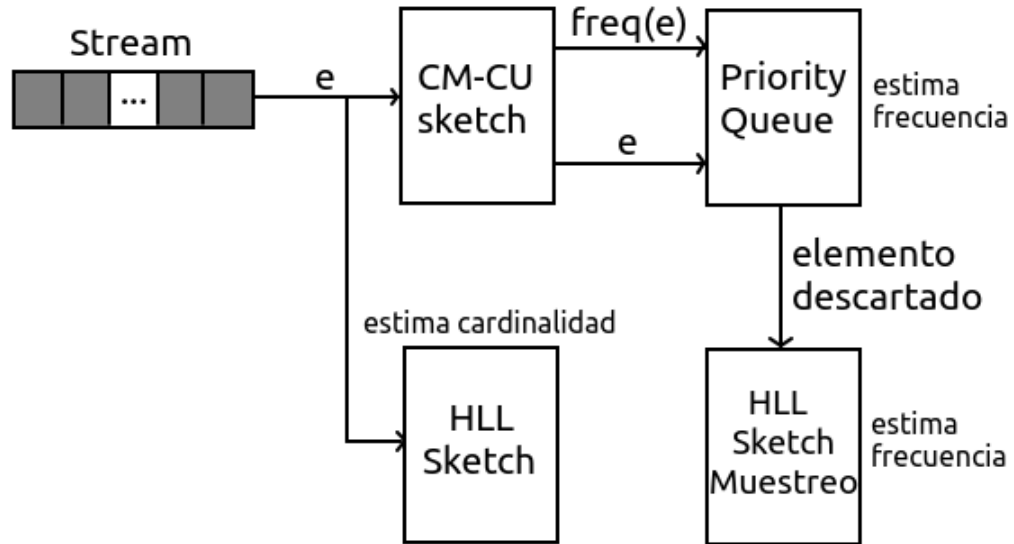 Stream
...
e
CM-CU
sketch
freq(e)
e
Priority
Queue
estima
frecuencia
elemento
descartado
estima cardinalidad
HLL
Sketch
HLL
Sketch
Muestreo
estima
frecuencia